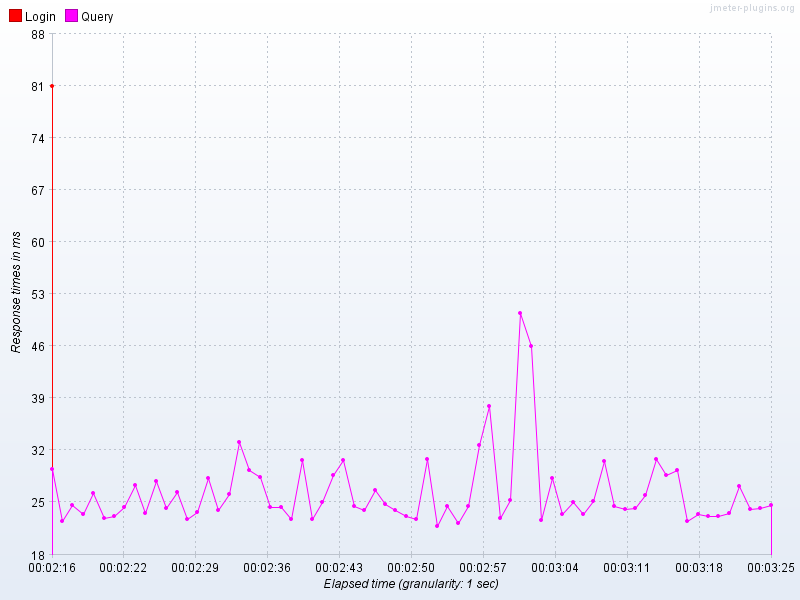 jmeter-plugins.org
Login Query
88
81
74
67
60
53
46
39
32
25
18
Response times in ms
00:02:16 00:02:22 00:02:29 00:02:36 00:02:43 00:02:50 00:02:57 00:03:04 00:03:11 00:03:18 00:03:25
Elapsed time (granularity: 1 sec)